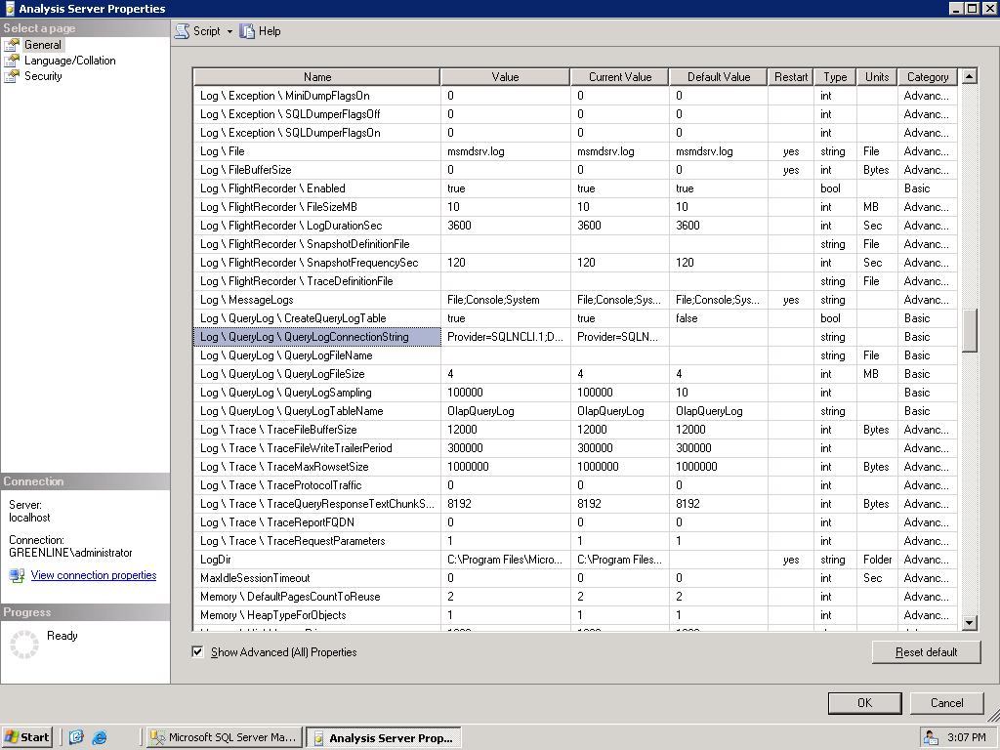 Analysis Server Properties
Select a page
General
Language/Collation
Security
Script Help
Name Value Current Value Default Value Restart Type Units Category
Log \ Exception \ MiniDumpFlagsOn 0 0 0 int Advanc...
Log \ Exception \ SQLDumperFlagsOff 0 0 0 int Advanc...
Log \ Exception \ SQLDumperFlagsOn 0 0 0 int Advanc...
Log \ File msmdsrv.log msmdsrv.log msmdsrv.log yes string File Advanc...
Log \ FileBufferSize 0 0 0 yes int Bytes Advanc...
Log \ FlightRecorder \ Enabled true true true bool Basic
Log \ FlightRecorder \ FileSizeMB 10 10 10 int MB Advanc...
Log \ FlightRecorder \ LogDurationSec 3600 3600 3600 int Sec Advanc...
Log \ FlightRecorder \ SnapshotDefinitionFile string File Advanc...
Log \ FlightRecorder \ SnapshotFrequencySec 120 120 120 int Sec Advanc...
Log \ FlightRecorder \ TraceDefinitionFile string File Advanc...
Log \ MessageLogs File;Console;System File;Console;Sys... File;Console;Sys... yes string Advanc...
Log \ QueryLog \ CreateQueryLogTable true true false bool Basic
Log \ QueryLog \ QueryLogConnectionString Provider=SQLNCLI.1;D... Provider=SQLN... string Basic
Log \ QueryLog \ QueryLogFileName string File Basic
Log \ QueryLog \ QueryLogFileSize 4 4 4 int MB Basic
Log \ QueryLog \ QueryLogSampling 100000 100000 10 int Basic
Log \ QueryLog \ QueryLogTableName OlapQueryLog OlapQueryLog OlapQueryLog string Basic
Log \ Trace \ TraceFileBufferSize 12000 12000 12000 int Bytes Advanc...
Log \ Trace \ TraceFileWriteTrailerPeriod 300000 300000 300000 int Advanc...
Log \ Trace \ TraceMaxRowsetSize 1000000 1000000 1000000 int Bytes Advanc...
Log \ Trace \ TraceProtocolTraffic 0 0 0 int Advanc...
Log \ Trace \ TraceQueryResponseTextChunkS... 8192 8192 8192 int Bytes Advanc...
Log \ Trace \ TraceReportFQDN 0 0 0 int Advanc...
Log \ Trace \ TraceRequestParameters 1 1 1 int Advanc...
LogDir C:\Program Files\Micro... C:\Program Files... yes string Folder Advanc...
MaxIdleSessionTimeout 0 0 0 int Sec Advanc...
Memory \ DefaultPagesCountToReuse 2 2 2 int Advanc...
Memory \ HeapTypeForObjects 1 1 1 int Advanc...
Connection
Server:
localhost
Connection:
GREENLINE\administrator
View connection properties
Progress
Ready
Show Advanced (All) Properties
Reset default
OK Cancel
Start Microsoft SQL Server Ma... Analysis Server Prop... 3:07 PM